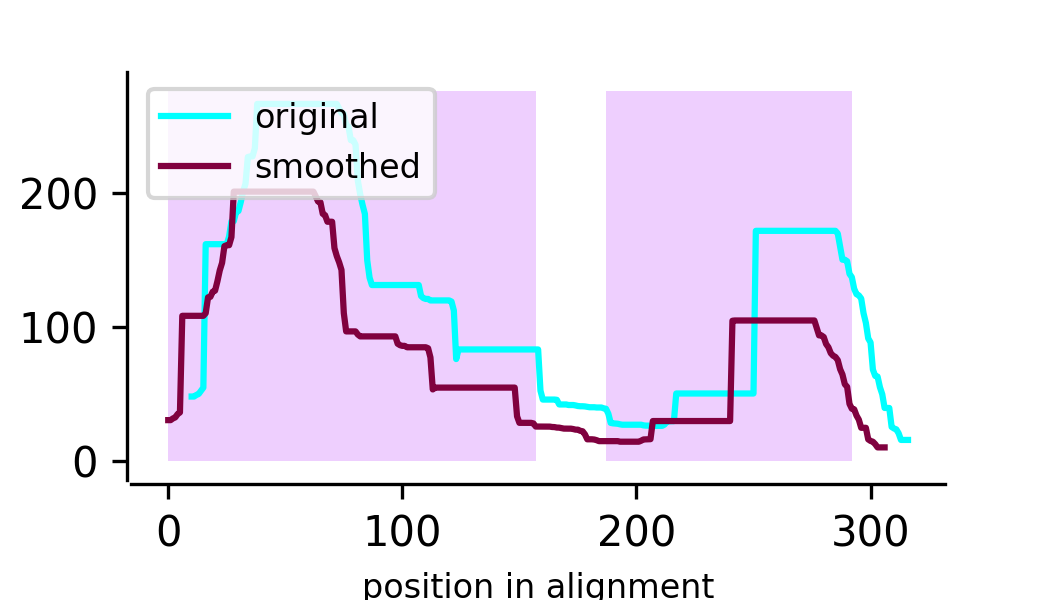 original
smoothed
200
100
0
0 100 200 300
position in alignment